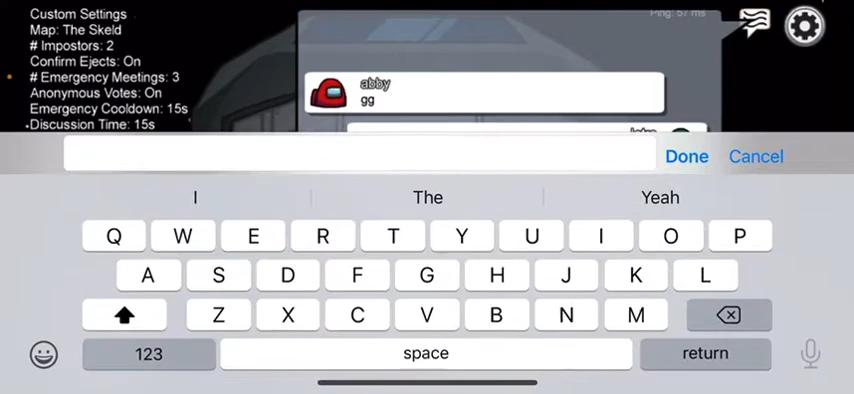 Custom Settings
Map: The Skeld
# Impostors: 2
Confirm Ejects: On
# Emergency Meetings: 3
Anonymous Votes: On
Emergency Cooldown: 15s
Discussion Time: 15s
Ping: 57 ms
abby
gg
Done Cancel
I The Yeah
Q W E R T Y U I O P
A S D F G H J K L
Z X C V B N M
123 space return